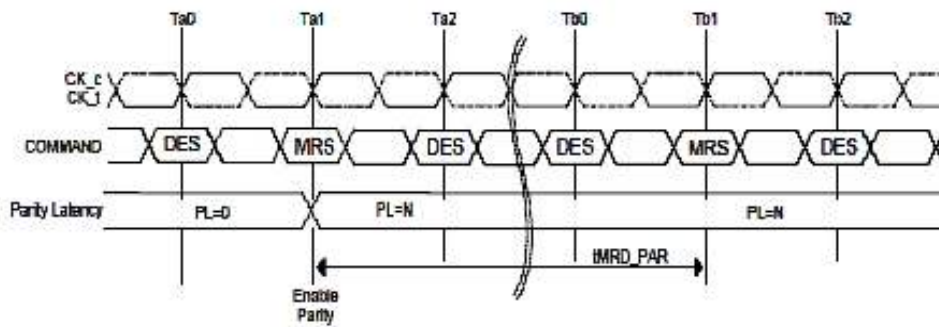 Ta0 Ta1 Ta2 Tb0 Tb1 Tb2
CK_c
CK_t
COMMAND DES MRS DES DES MRS DES
Parity Latency PL=0 PL=N PL=N
tMRD_PAR
Enable
Parity